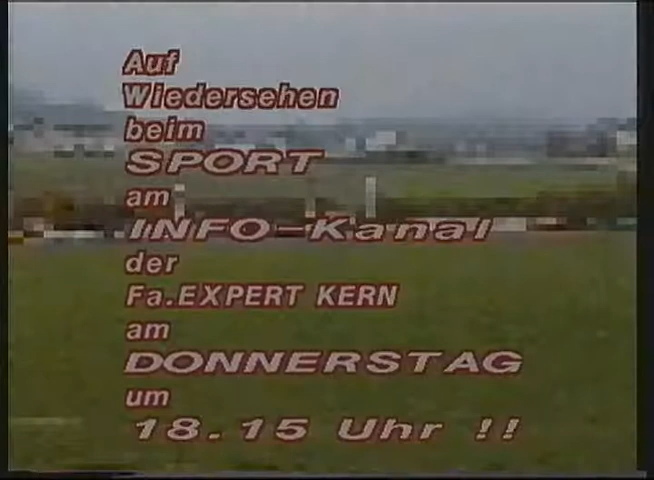 Auf
Wiedersehen
beim
SPORT
am
INFO-Kanal
der
Fa.EXPERT KERN
am
DONNERSTAG
um
18.15 Uhr !!